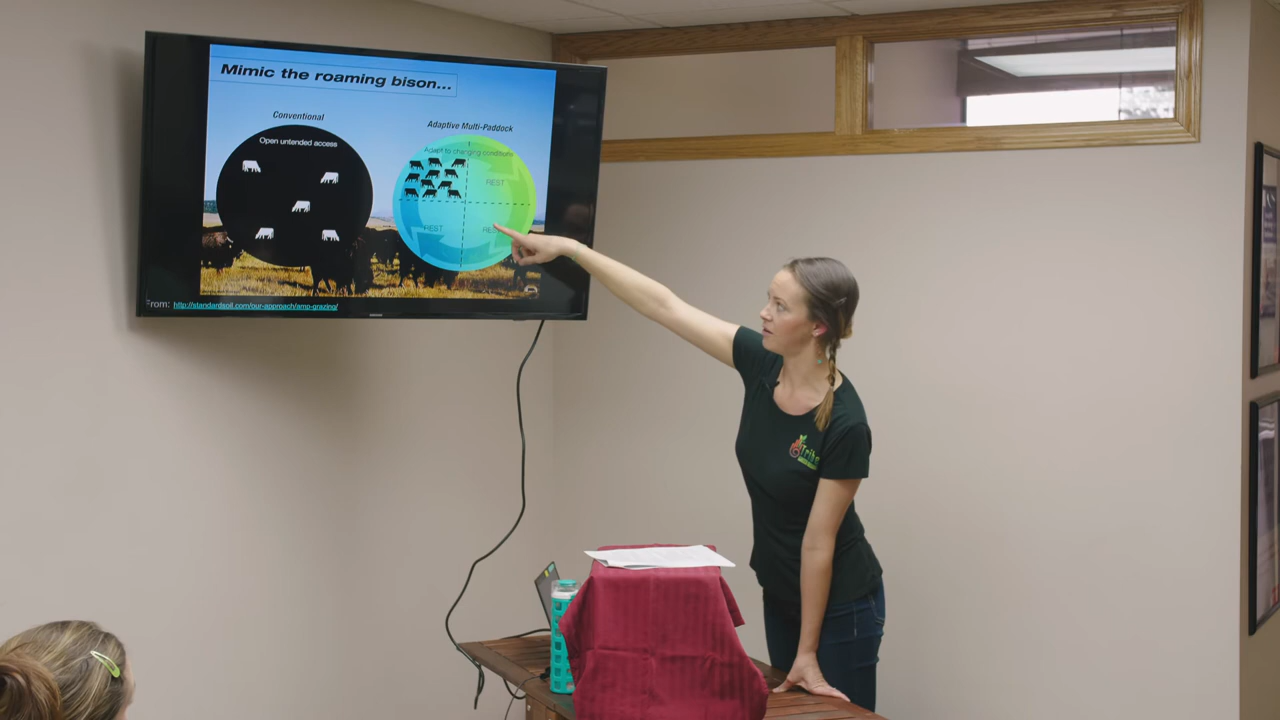 Mimic the roaming bison...
Conventional
Open untended access
Adaptive Multi-Paddock
Adapt to changing conditions
REST
REST
From: http://standardsoil.com/our-approach/amp-grazing/